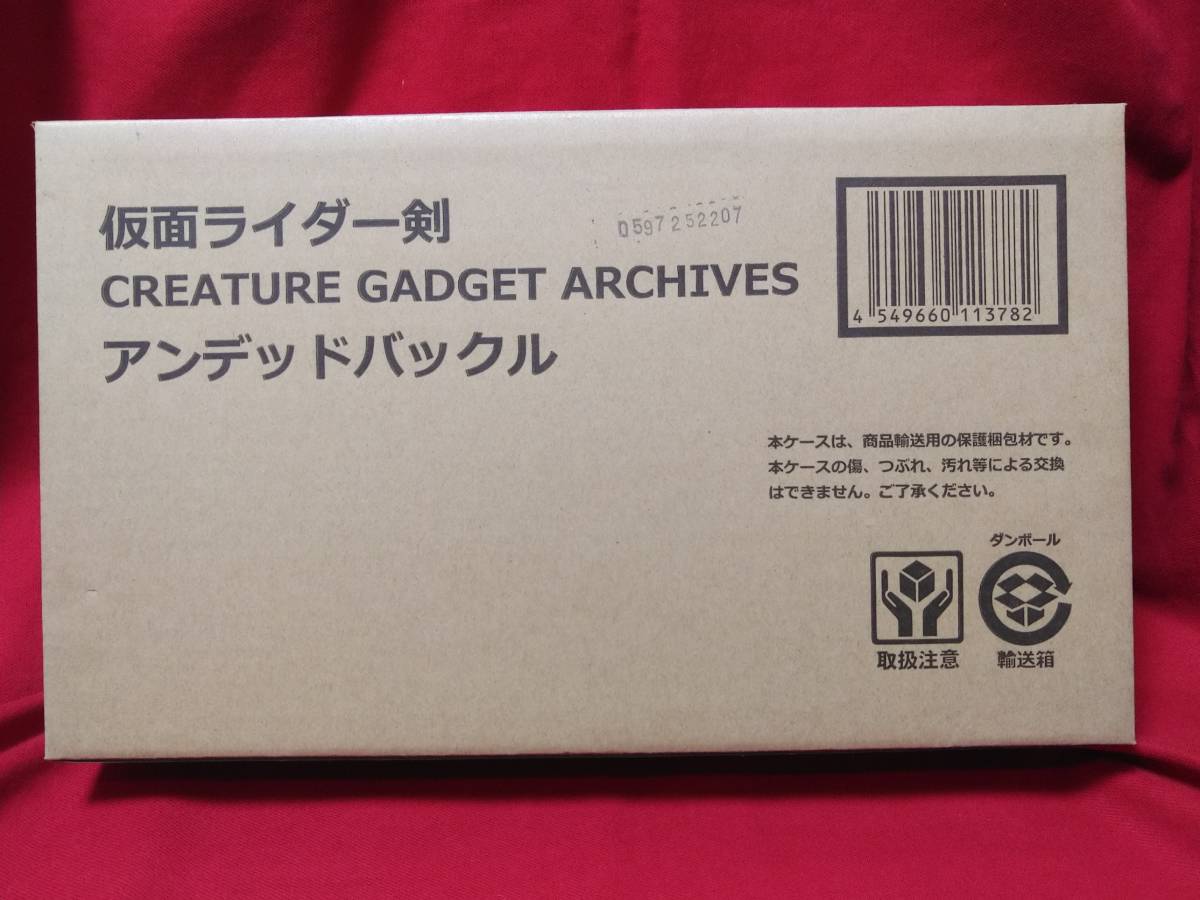 仮面ライダー剣
0597252207
CREATURE GADGET ARCHIVES
アンデッドバックル
4 549660 113782
本ケースは、商品輸送用の保護梱包材です。
本ケースの傷、つぶれ、汚れ等による交換
はできません。ご了承ください。
ダンボール
取扱注意
輸送箱